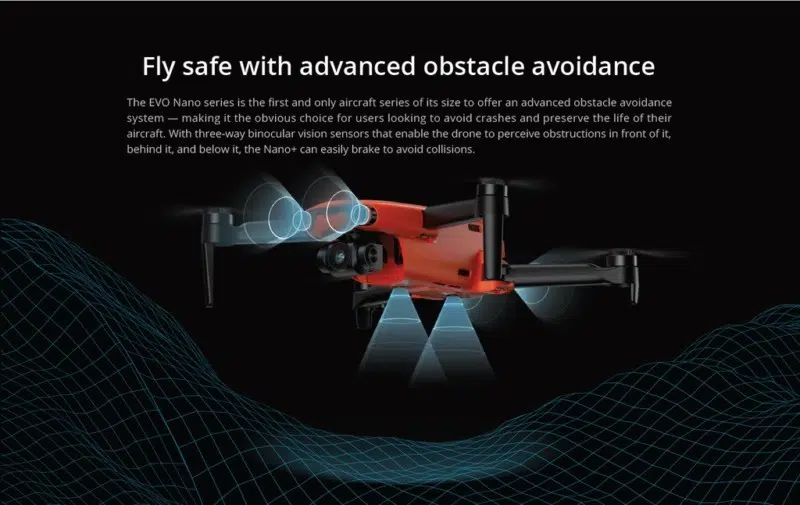 Fly safe with advanced obstacle avoidance
The EVO Nano series is the first and only aircraft series of its size to offer an advanced obstacle avoidance
system — making it the obvious choice for users looking to avoid crashes and preserve the life of their
aircraft. With three-way binocular vision sensors that enable the drone to perceive obstructions in front of it,
behind it, and below it, the Nano+ can easily brake to avoid collisions.